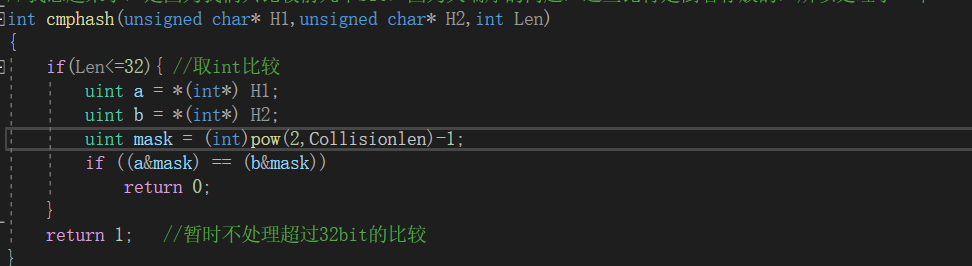 int cmphash(unsigned char* H1,unsigned char* H2,int Len)
{
if(Len<=32){ //取int比较
uint a = *(int*) H1;
uint b = *(int*) H2;
uint mask = (int)pow(2,Collisionlen)-1;
if ((a&mask) == (b&mask))
return 0;
}
return 1; //暂时不处理超过32bit的比较
}